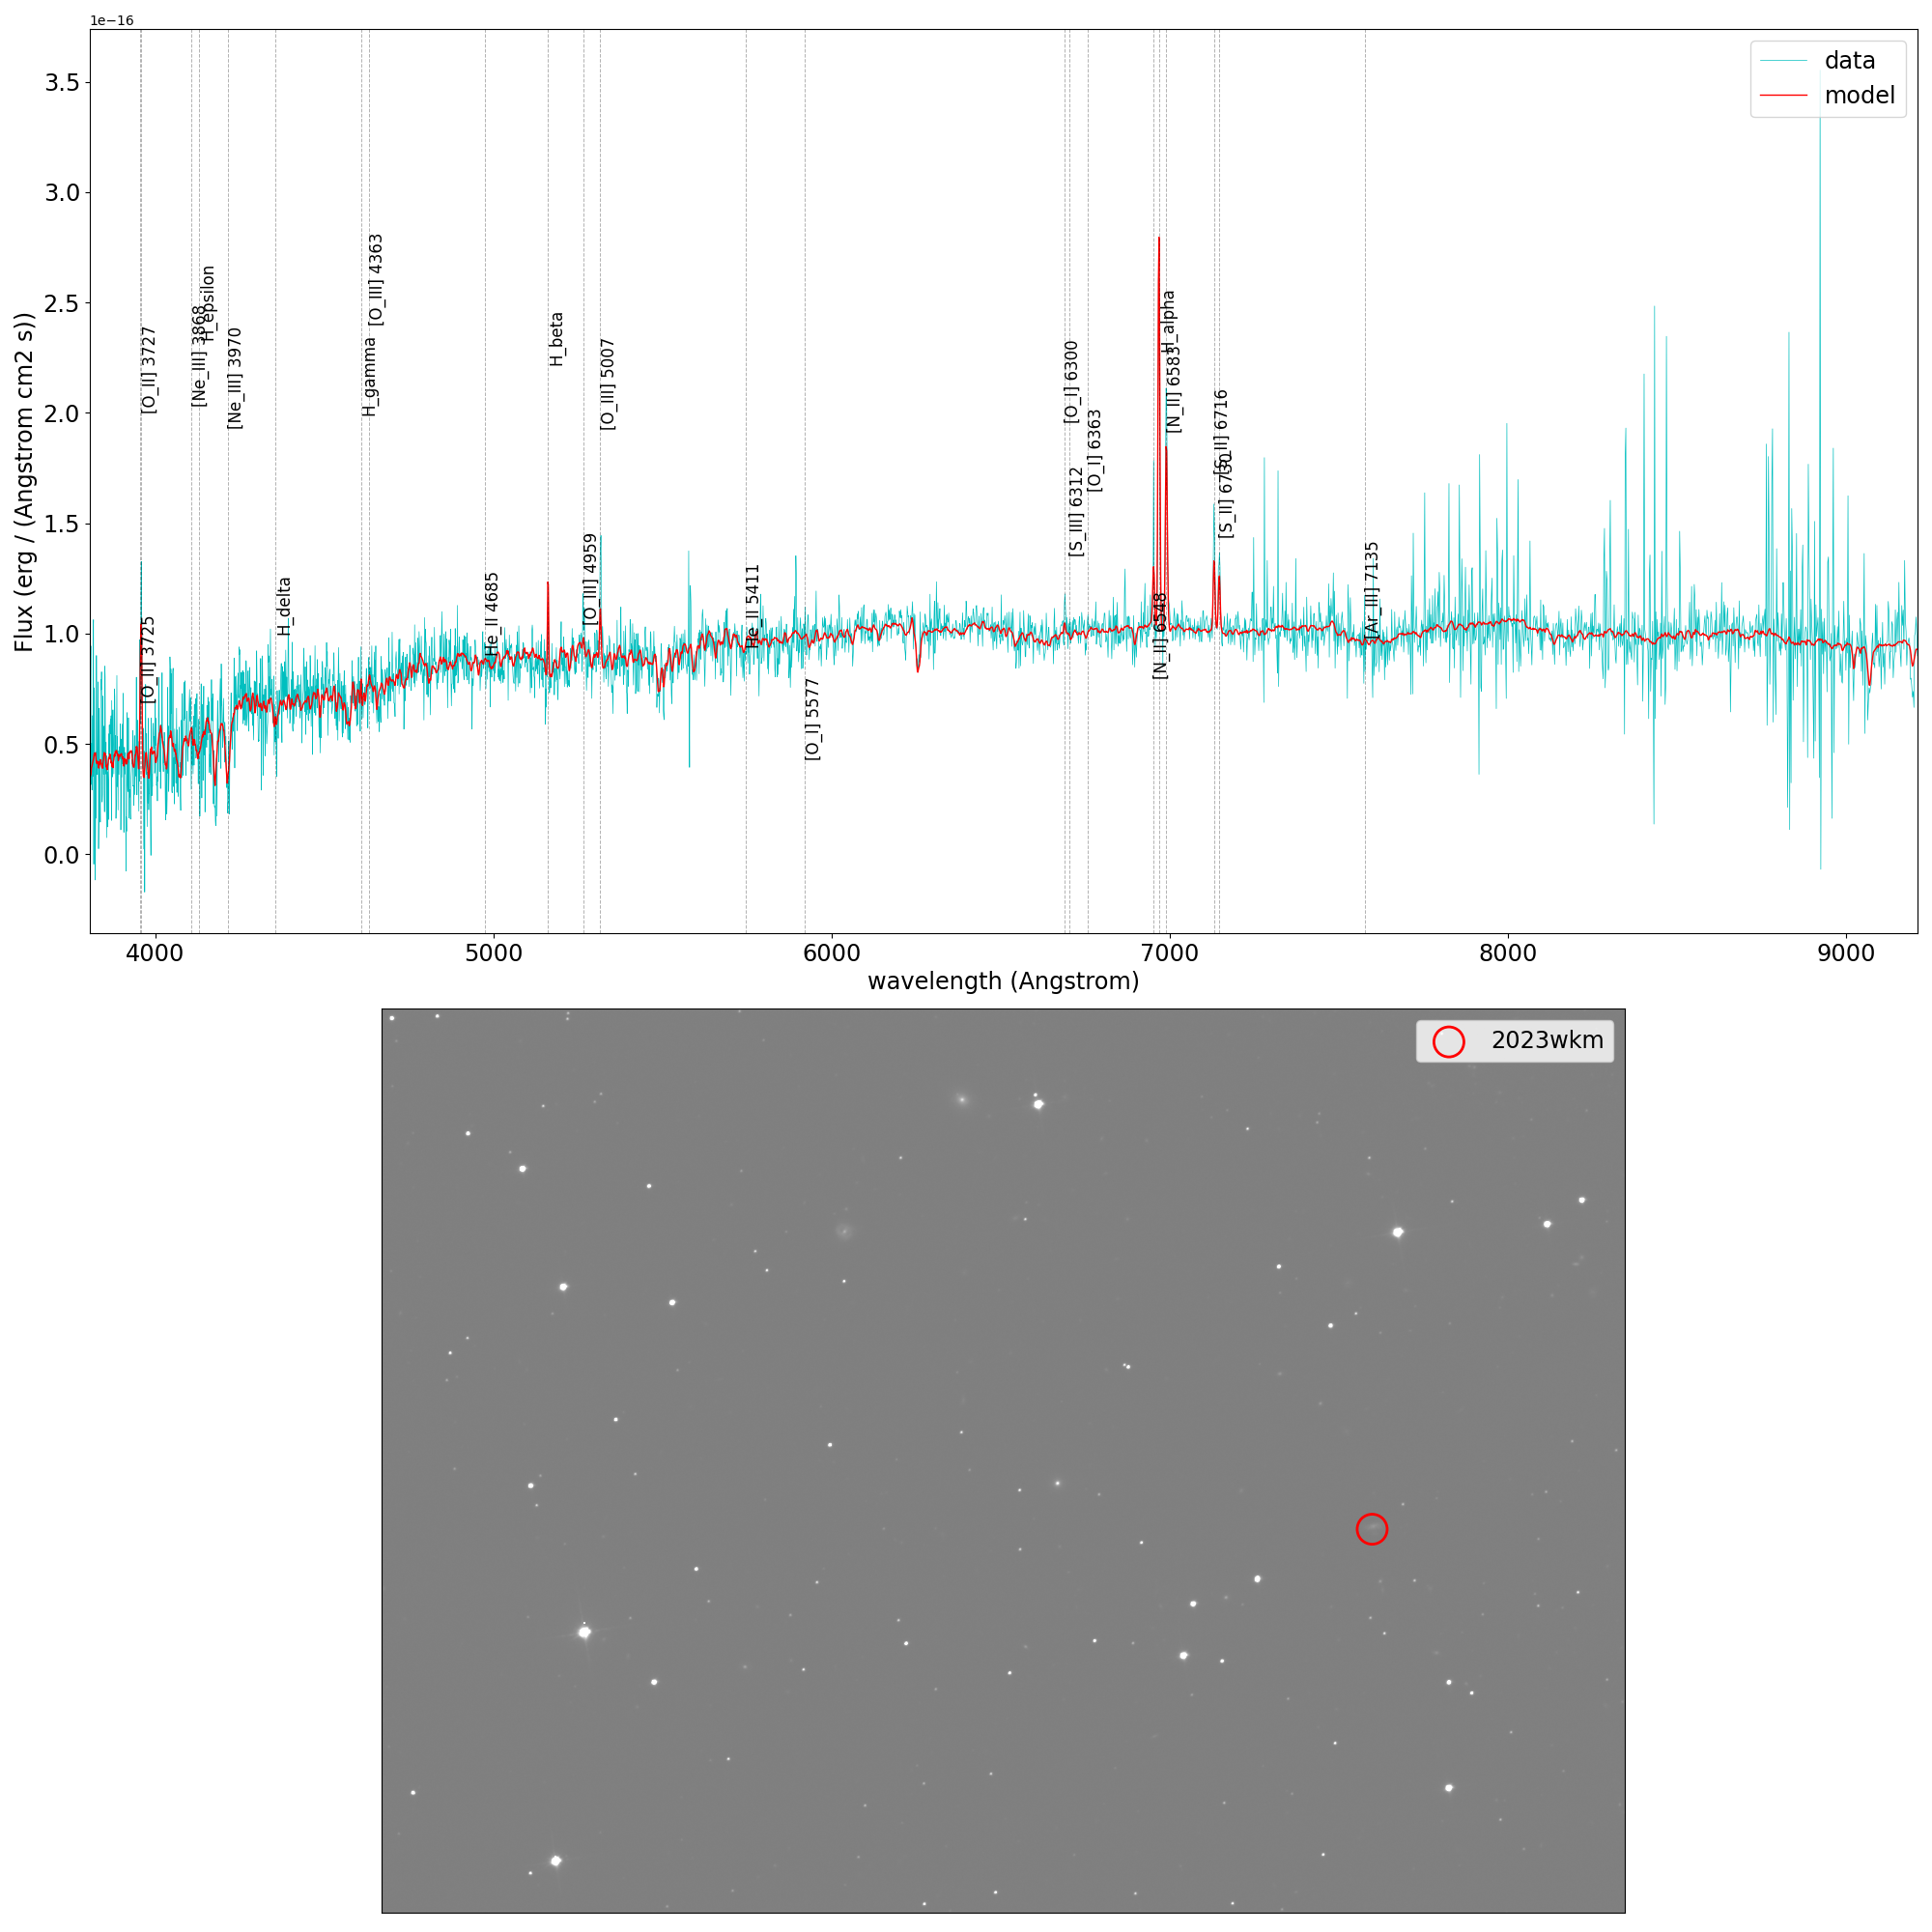 1e−16
data
model
3.5
3.0
2.5
2.0
1.5
1.0
0.5
0.0
Flux (erg / (Angstrom cm2 s))
[O_II] 3725
[O_II] 3727
[Ne_III] 3868
H_epsilon
[Ne_III] 3970
H_delta
H_gamma
[O_III] 4363
He_II 4685
H_beta
[O_III] 4959
[O_III] 5007
He_II 5411
[O_I] 5577
[O_I] 6300
[S_III] 6312
[O_I] 6363
[N_II] 6548
H_alpha
[N_II] 6583
[S_II] 6716
[S_II] 6730
[Ar_III] 7135
4000
5000
6000
7000
8000
9000
wavelength (Angstrom)
2023wkm